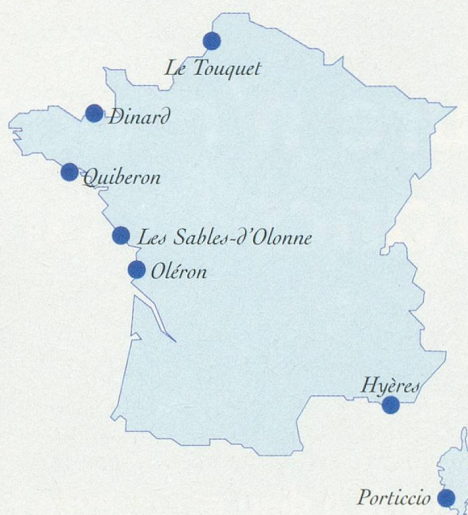 Le Touquet
Dinard
Quiberon
Les Sables-d'Olonne
Oléron
Hyères
Porticcio